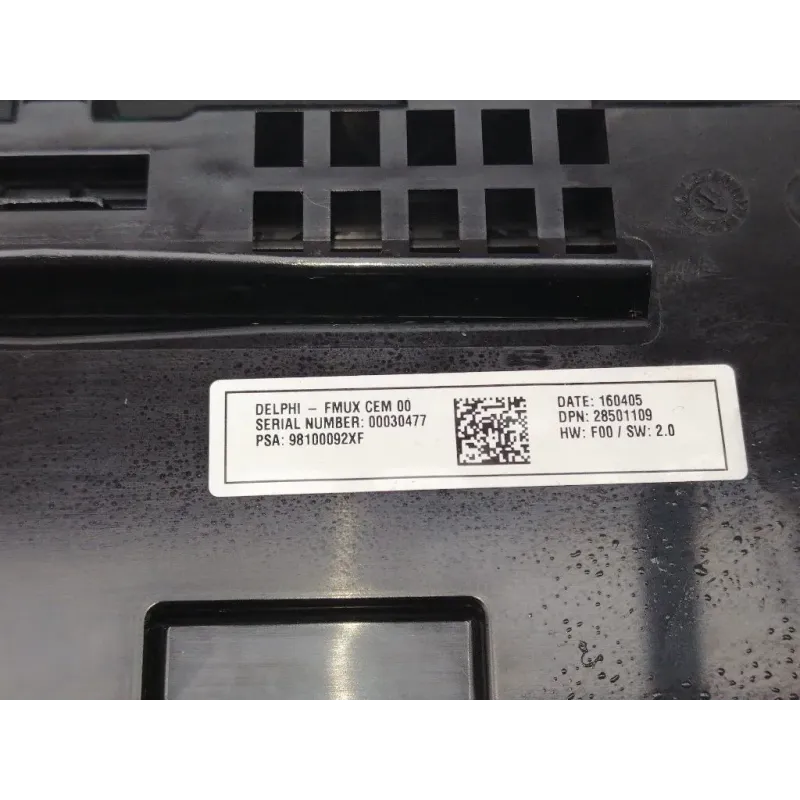 DELPHI - FMUX CEM 00
SERIAL NUMBER: 00030477
PSA: 98100092XF
DATE: 160405
DPN: 28501109
HW: F00 / SW: 2.0